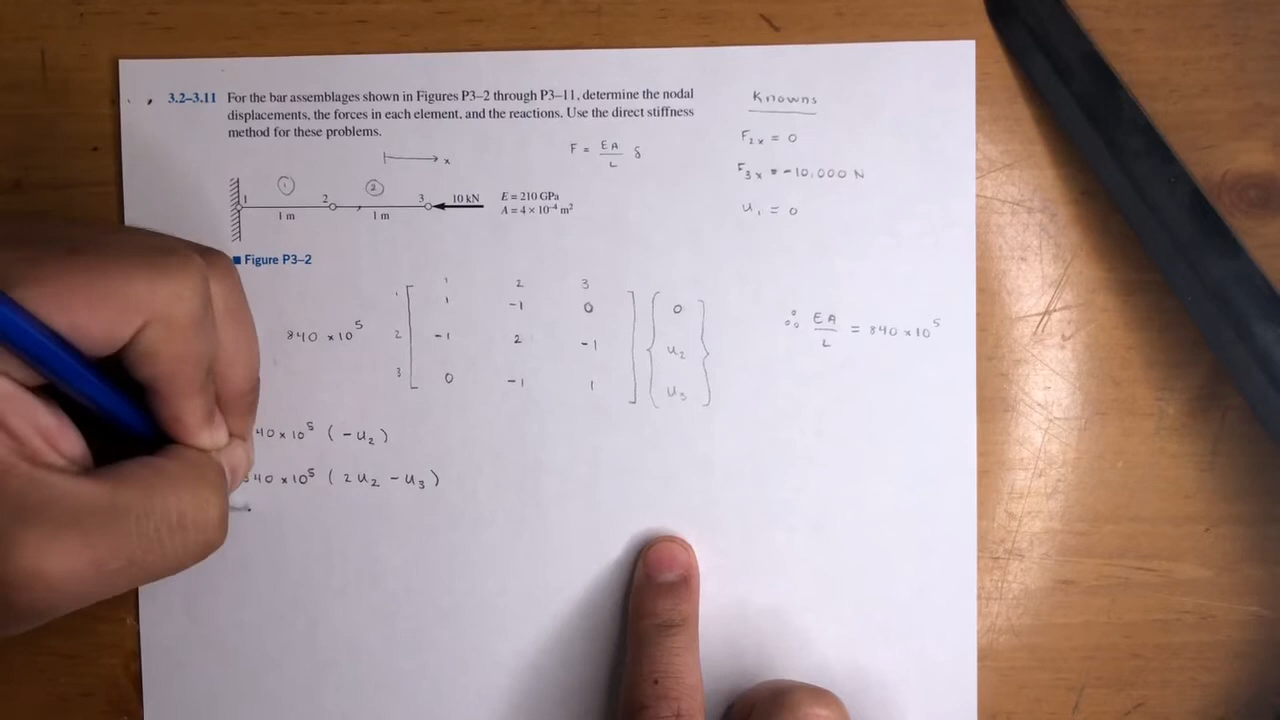 3.2–3.11 For the bar assemblages shown in Figures P3–2 through P3–11, determine the nodal
displacements, the forces in each element, and the reactions. Use the direct stiffness
method for these problems.
F = EA/L δ
x
① ②
1 2 3 10 kN
1 m 1 m
E = 210 GPa
A = 4 × 10⁻⁴ m²
■ Figure P3–2
Knowns
F₂ₓ = 0
F₃ₓ = -10,000 N
u₁ = 0
1 2 3
840 × 10⁵
1 [ 1 -1 0 ] { 0 }
2 [ -1 2 -1 ] { u₂ }
3 [ 0 -1 1 ] { u₃ }
∴ EA/L = 840 × 10⁵
40 × 10⁵ ( - u₂ )
40 × 10⁵ ( 2 u₂ - u₃ )